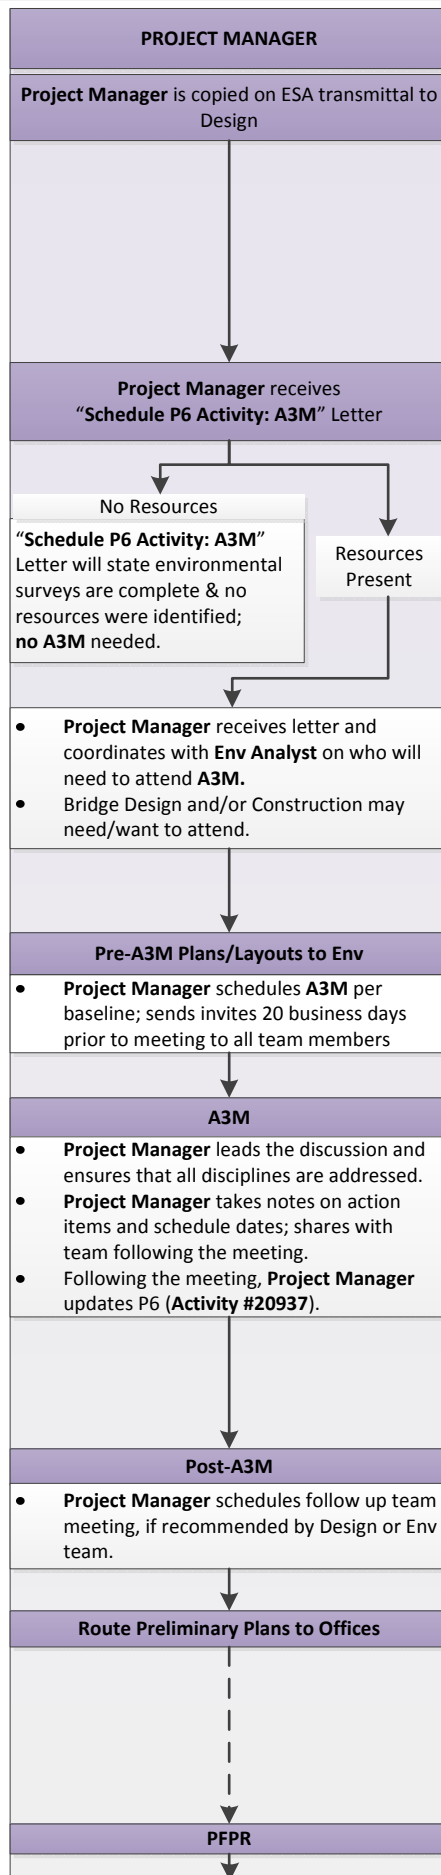 PROJECT MANAGER
Project Manager is copied on ESA transmittal to
Design
Project Manager receives
“Schedule P6 Activity: A3M” Letter
No Resources
“Schedule P6 Activity: A3M”
Letter will state environmental
surveys are complete & no
resources were identified;
no A3M needed.
Resources
Present
• Project Manager receives letter and
coordinates with Env Analyst on who will
need to attend A3M.
• Bridge Design and/or Construction may
need/want to attend.
Pre-A3M Plans/Layouts to Env
• Project Manager schedules A3M per
baseline; sends invites 20 business days
prior to meeting to all team members
A3M
• Project Manager leads the discussion and
ensures that all disciplines are addressed.
• Project Manager takes notes on action
items and schedule dates; shares with
team following the meeting.
• Following the meeting, Project Manager
updates P6 (Activity #20937).
Post-A3M
• Project Manager schedules follow up team
meeting, if recommended by Design or Env
team.
Route Preliminary Plans to Offices
PFPR